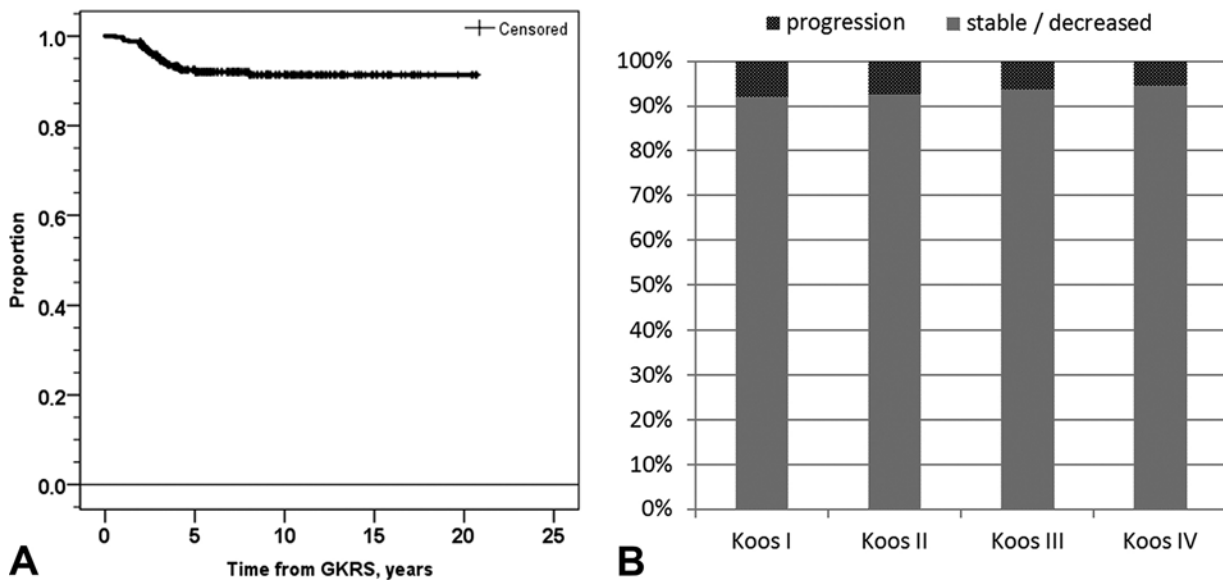 Censored
1.0
0.8
0.6
0.4
0.2
0.0
Proportion
0 5 10 15 20 25
Time from GKRS, years
A
progression stable / decreased
100%
90%
80%
70%
60%
50%
40%
30%
20%
10%
0%
Koos I Koos II Koos III Koos IV
B